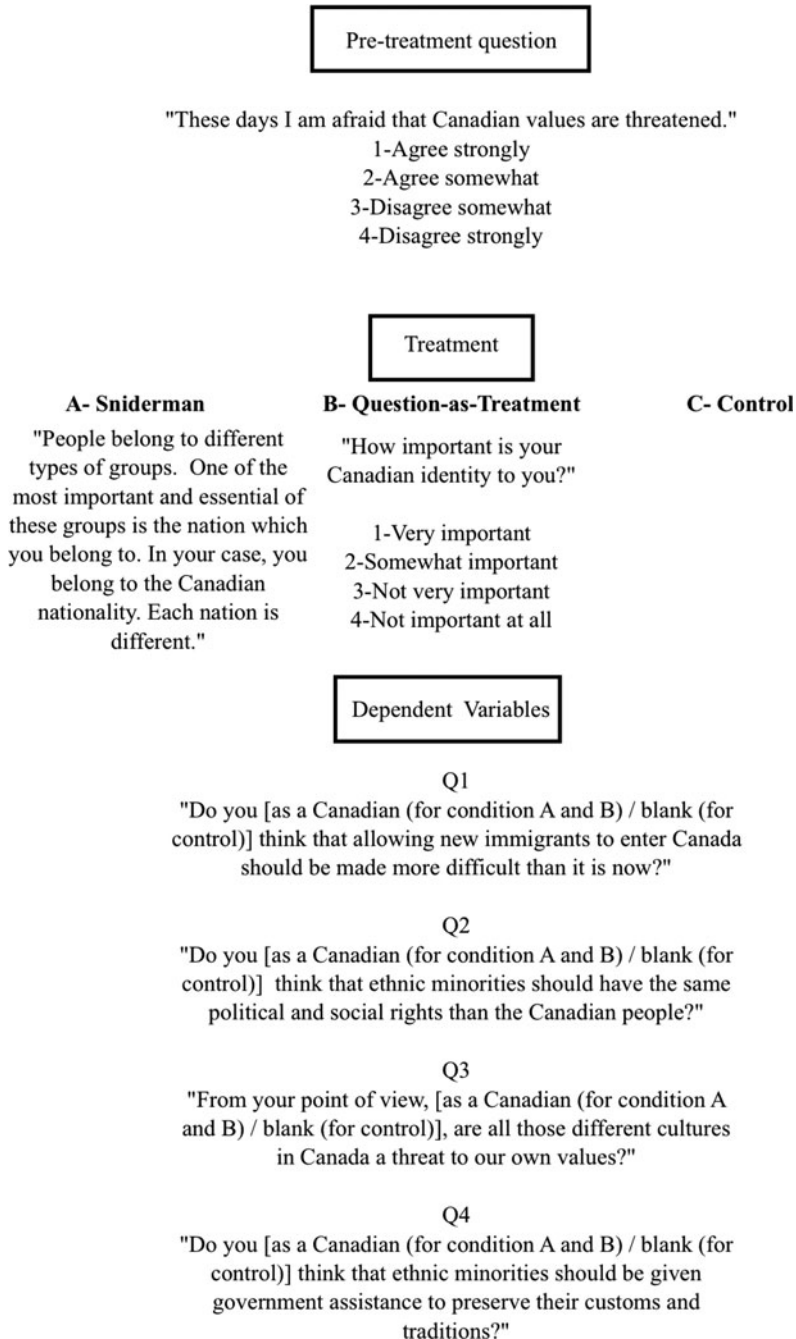 Pre-treatment question
"These days I am afraid that Canadian values are threatened."
1-Agree strongly
2-Agree somewhat
3-Disagree somewhat
4-Disagree strongly
Treatment
A- Sniderman
"People belong to different
types of groups. One of the
most important and essential of
these groups is the nation which
you belong to. In your case, you
belong to the Canadian
nationality. Each nation is
different."
B- Question-as-Treatment
"How important is your
Canadian identity to you?"
1-Very important
2-Somewhat important
3-Not very important
4-Not important at all
C- Control
Dependent Variables
Q1
"Do you [as a Canadian (for condition A and B) / blank (for
control)] think that allowing new immigrants to enter Canada
should be made more difficult than it is now?"
Q2
"Do you [as a Canadian (for condition A and B) / blank (for
control)] think that ethnic minorities should have the same
political and social rights than the Canadian people?"
Q3
"From your point of view, [as a Canadian (for condition A
and B) / blank (for control)], are all those different cultures
in Canada a threat to our own values?"
Q4
"Do you [as a Canadian (for condition A and B) / blank (for
control)] think that ethnic minorities should be given
government assistance to preserve their customs and
traditions?"